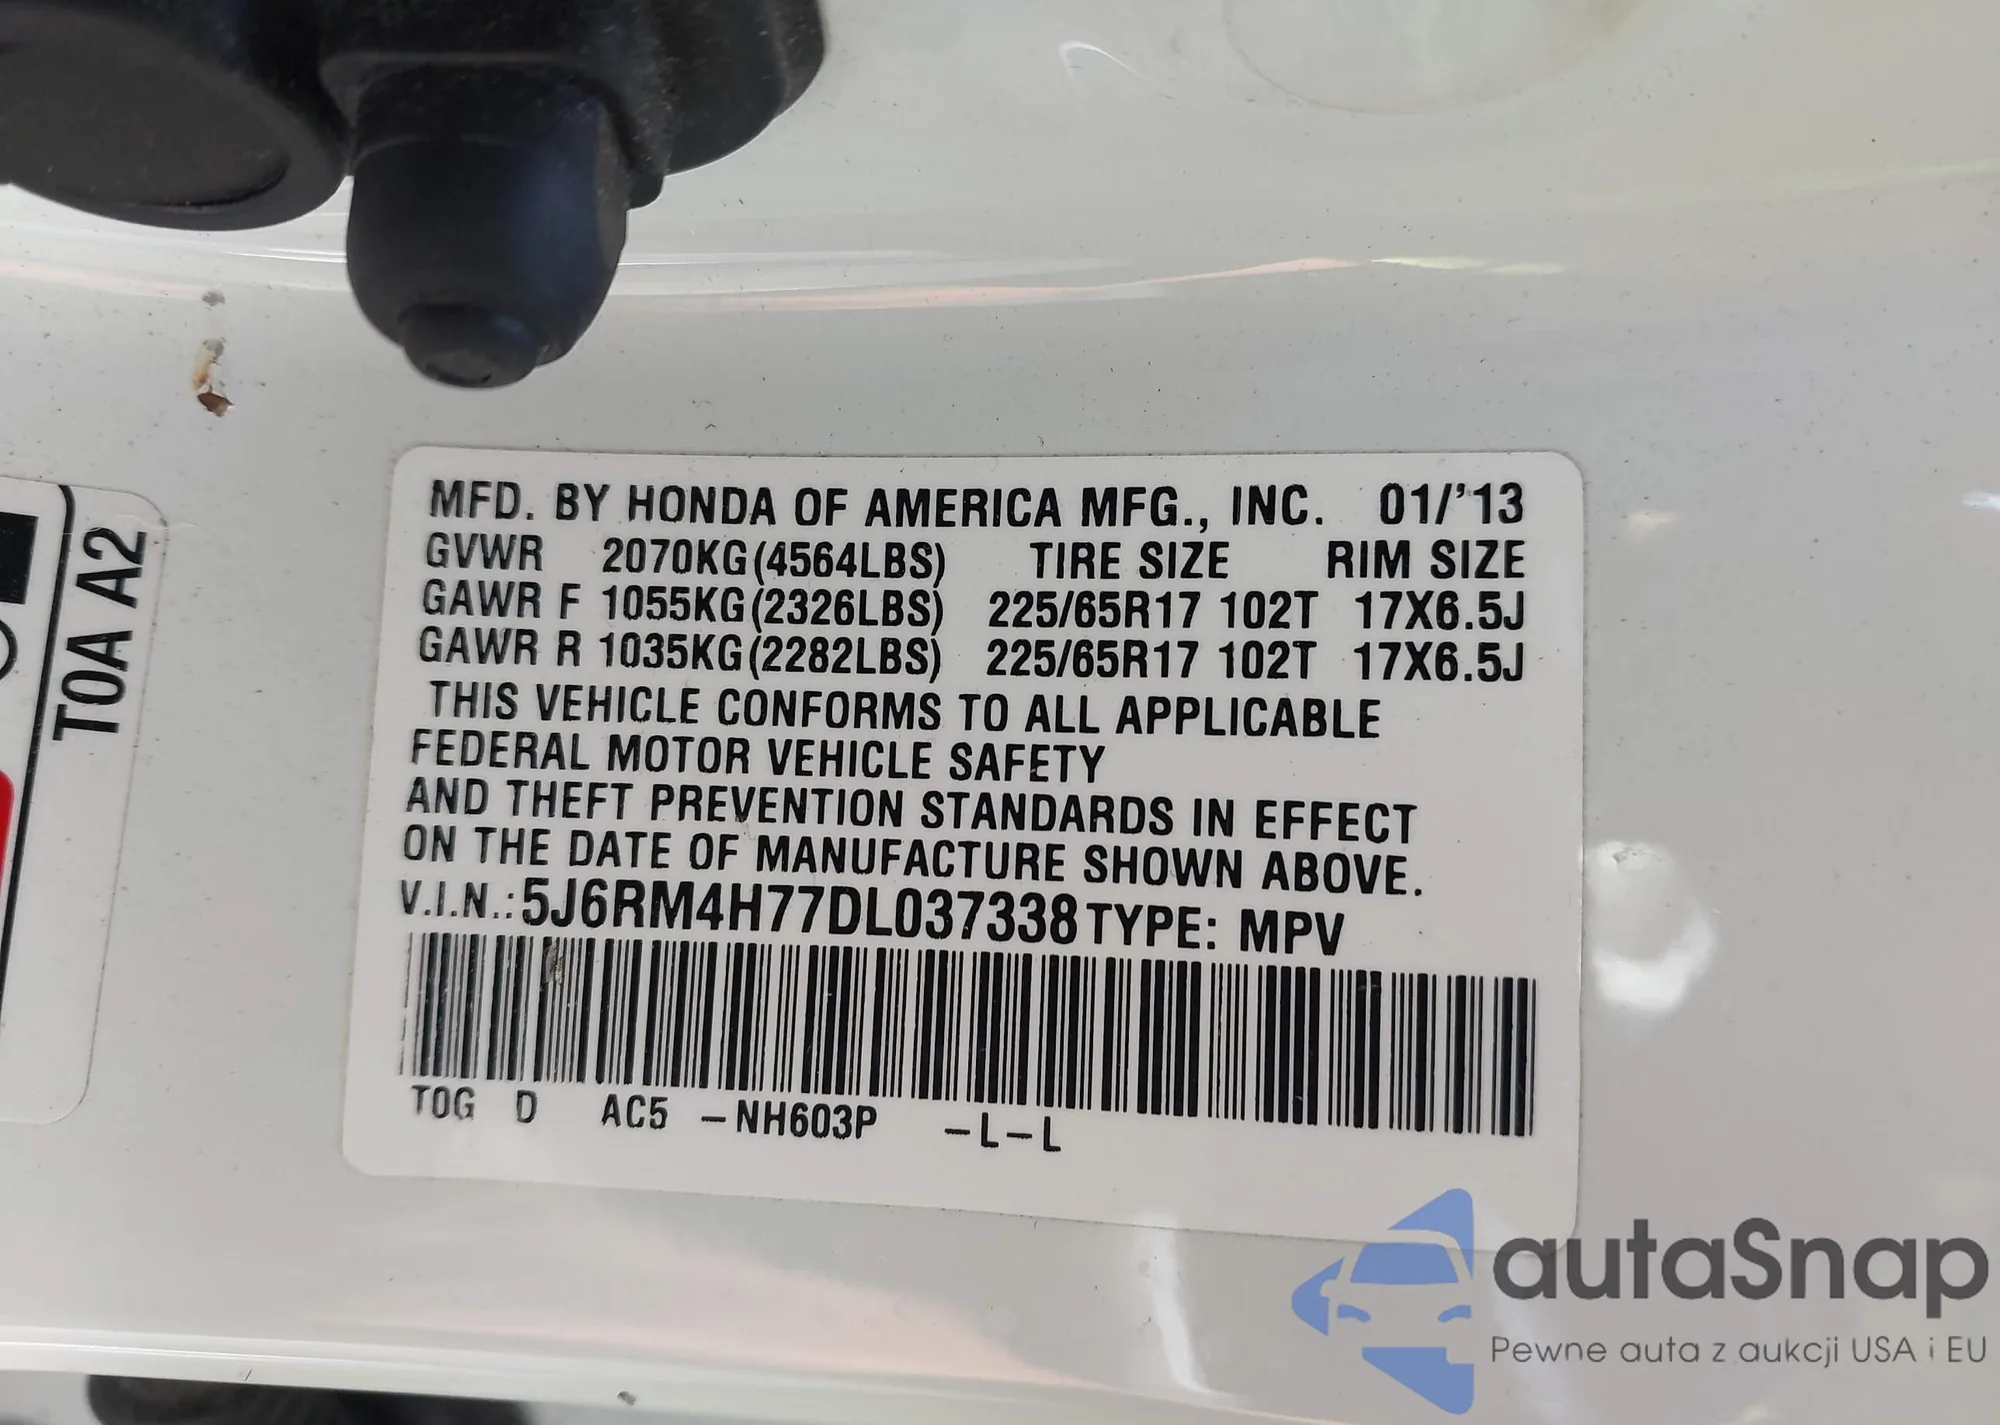 MFD. BY HONDA OF AMERICA MFG., INC. 01/'13
GVWR 2070KG(4564LBS) TIRE SIZE RIM SIZE
GAWR F 1055KG(2326LBS) 225/65R17 102T 17X6.5J
GAWR R 1035KG(2282LBS) 225/65R17 102T 17X6.5J
THIS VEHICLE CONFORMS TO ALL APPLICABLE
FEDERAL MOTOR VEHICLE SAFETY
AND THEFT PREVENTION STANDARDS IN EFFECT
ON THE DATE OF MANUFACTURE SHOWN ABOVE.
V.I.N.:5J6RM4H77DL037338 TYPE: MPV
T0G D AC5 -NH603P -L-L
T0A A2
autaSnap
Pewne auta z aukcji USA i EU